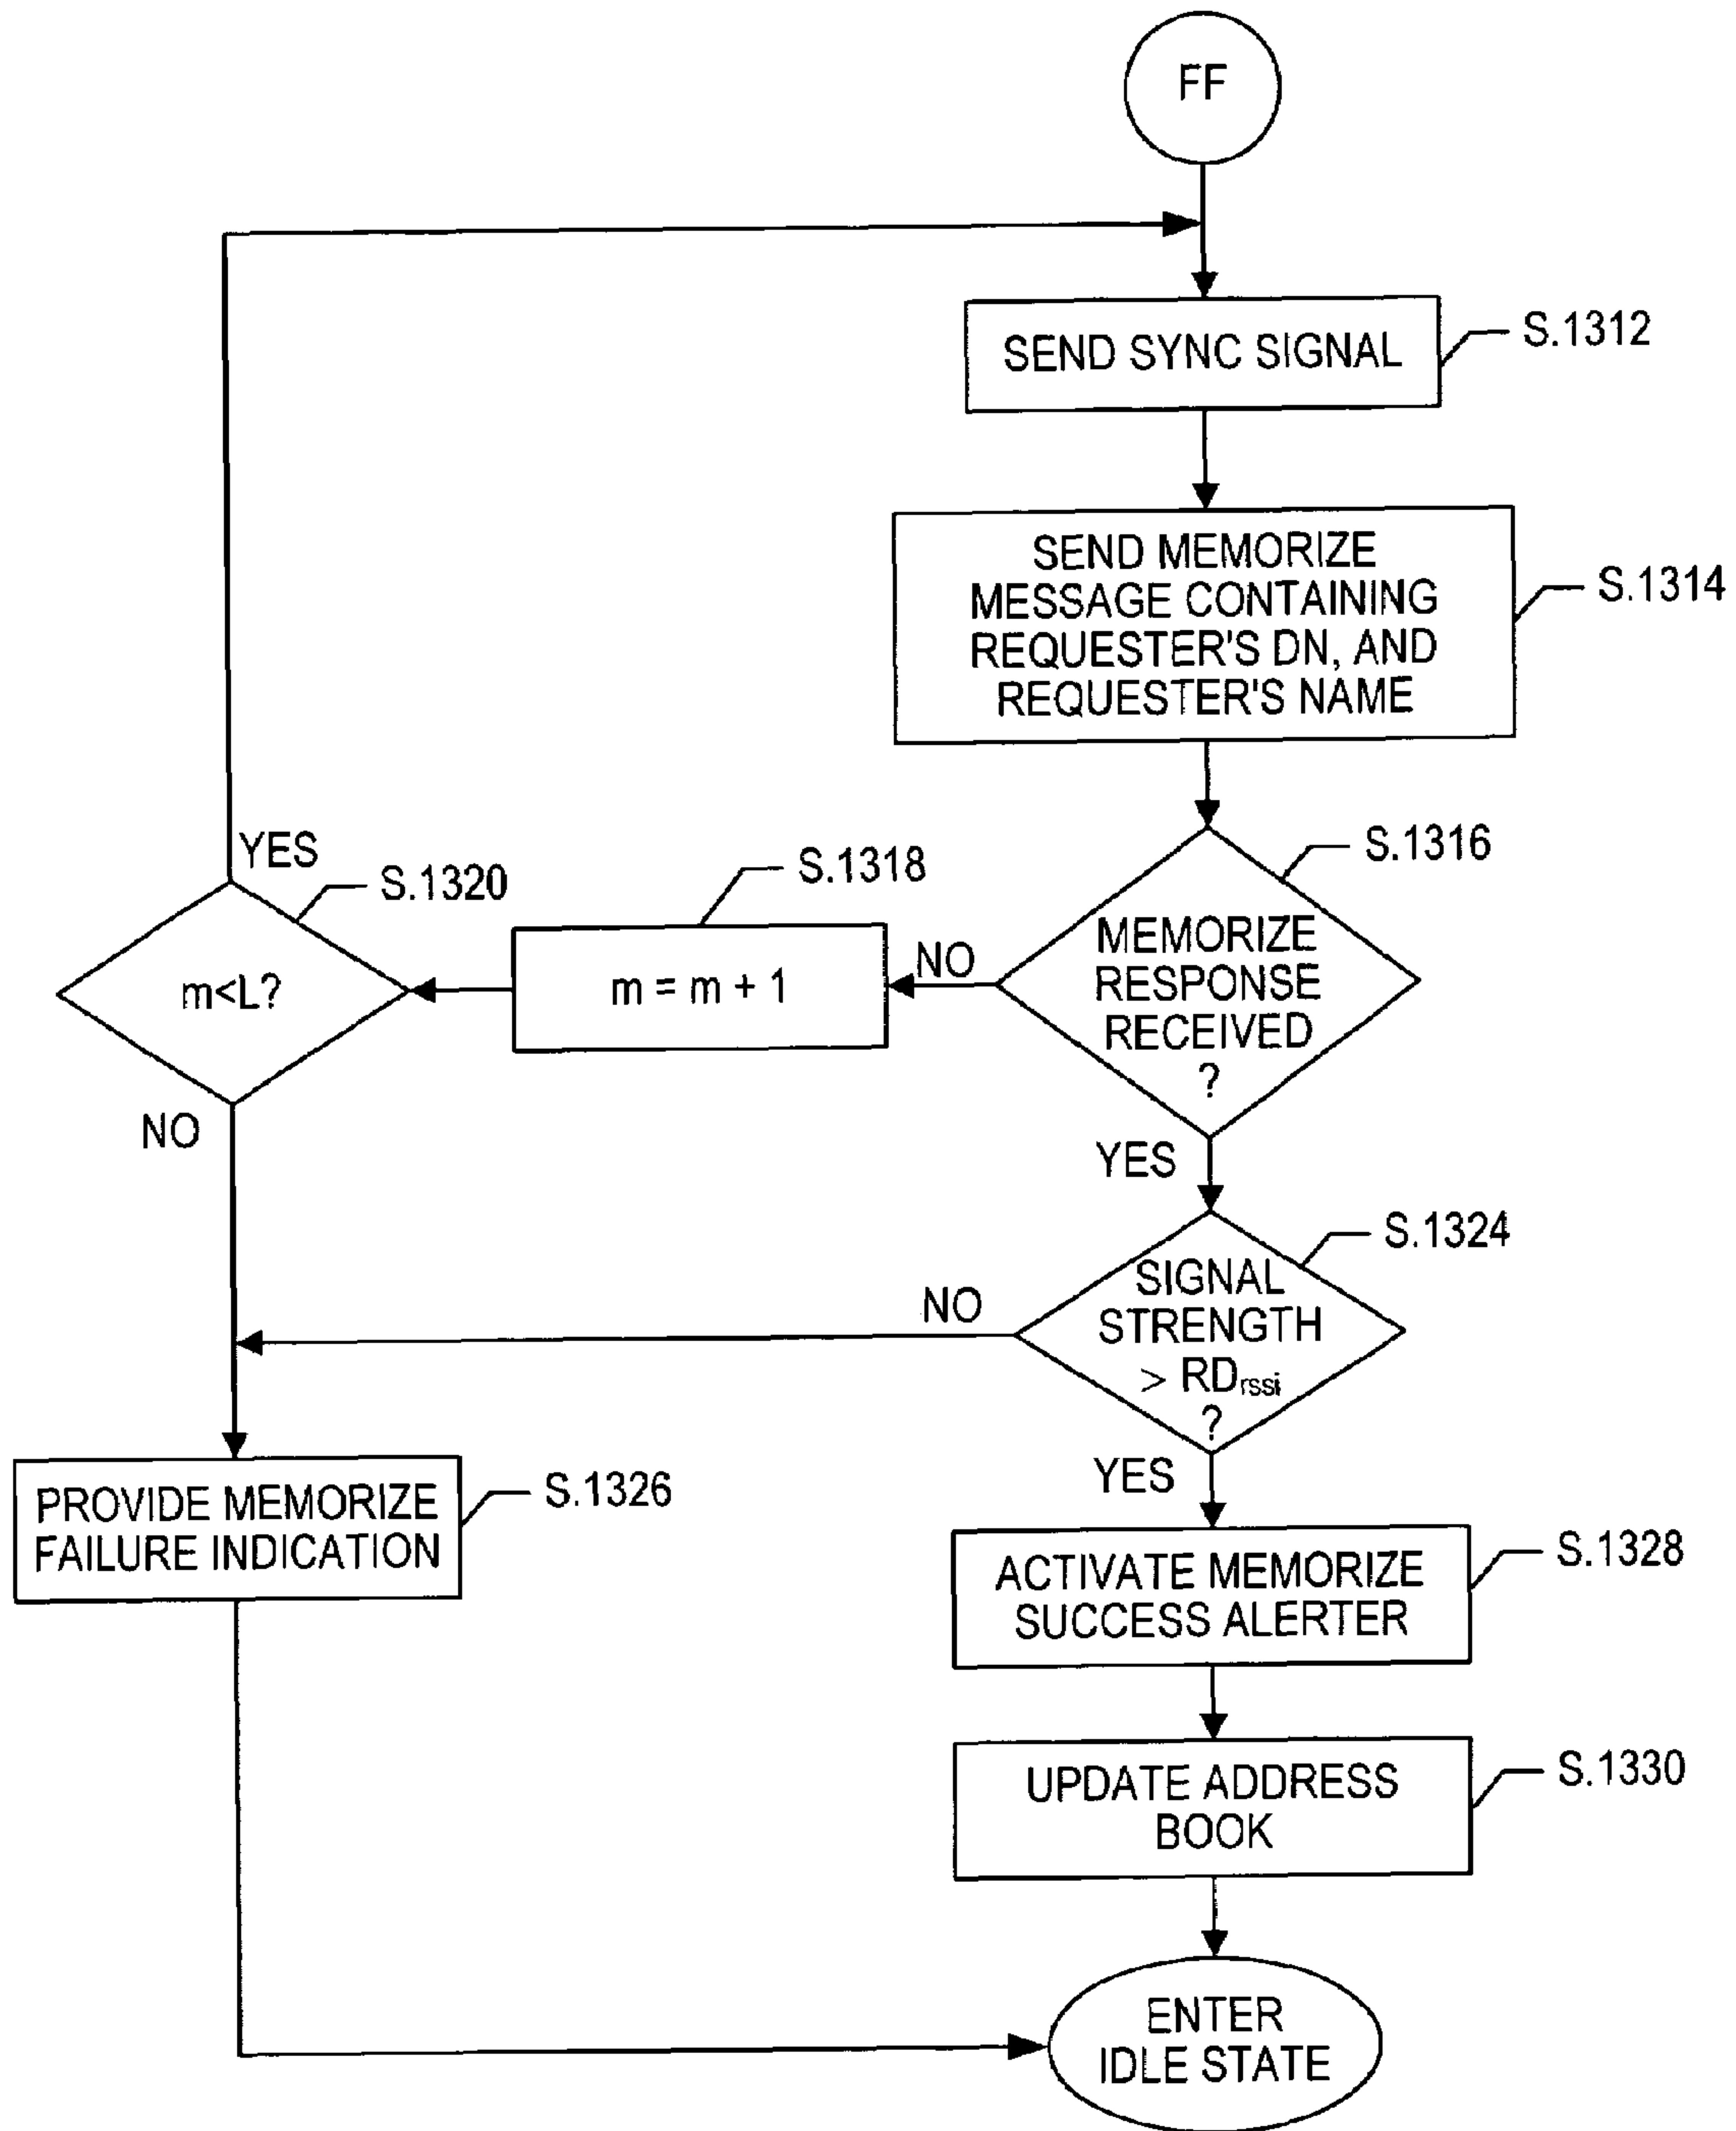 FF
SEND SYNC SIGNAL
S.1312
SEND MEMORIZE
MESSAGE CONTAINING
REQUESTER'S DN, AND
REQUESTER'S NAME
S.1314
S.1316
MEMORIZE
RESPONSE
RECEIVED
?
NO
YES
S.1318
m = m + 1
S.1320
YES
m<L?
NO
S.1324
SIGNAL
STRENGTH
> RDrssi
?
NO
YES
PROVIDE MEMORIZE
FAILURE INDICATION
S.1326
ACTIVATE MEMORIZE
SUCCESS ALERTER
S.1328
UPDATE ADDRESS
BOOK
S.1330
ENTER
IDLE STATE